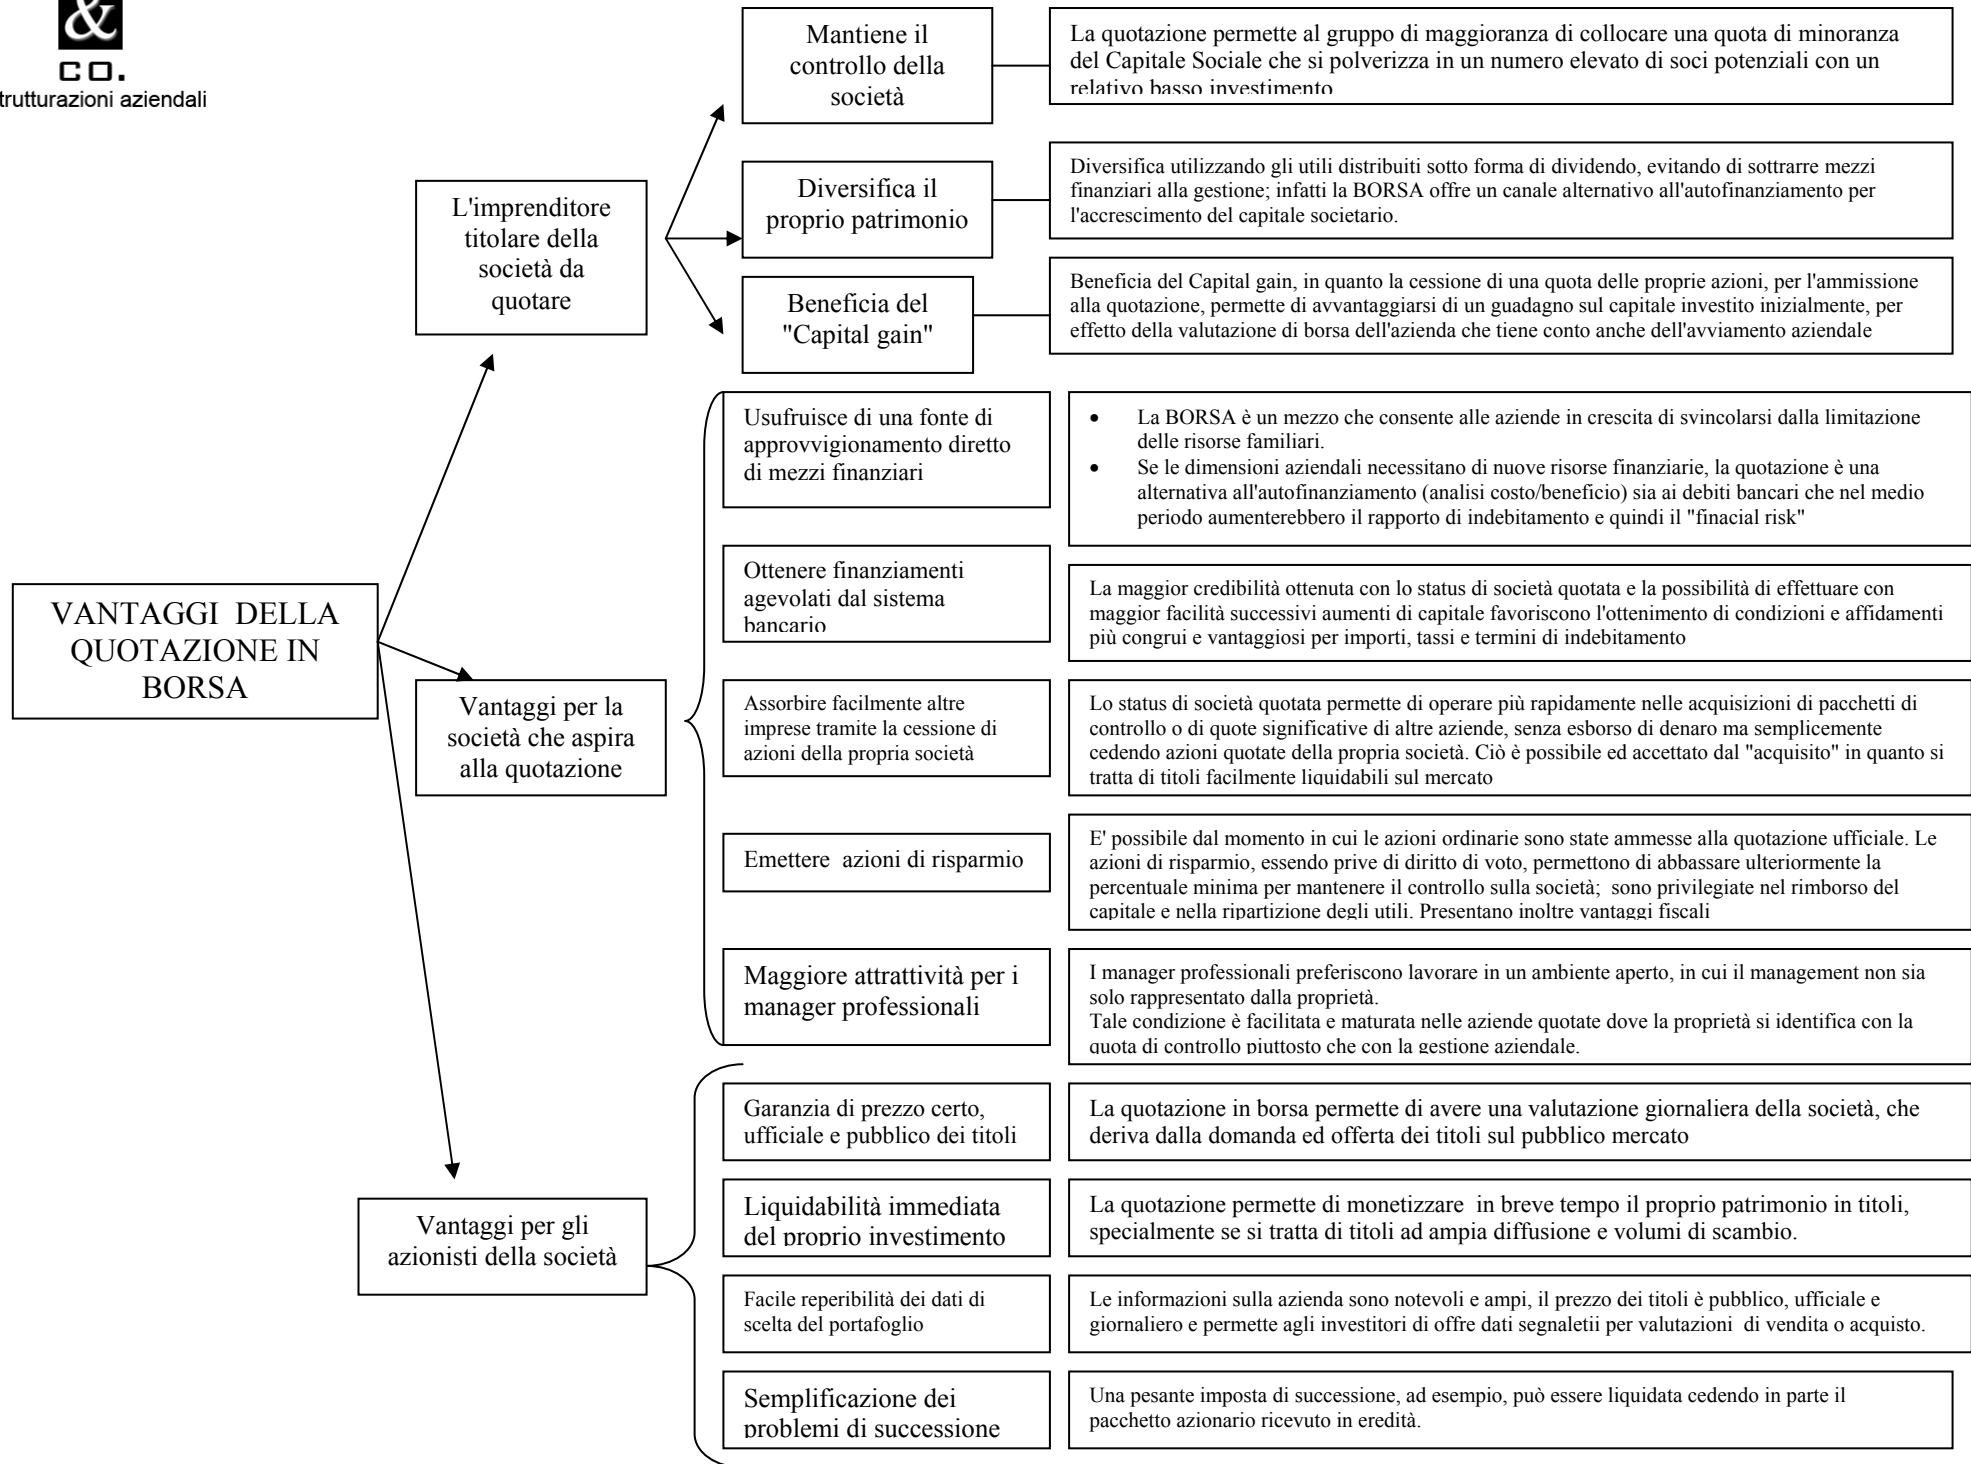 &
CO.
trutturazioni aziendali
VANTAGGI DELLA
QUOTAZIONE IN
BORSA
L'imprenditore
titolare della
società da
quotare
Mantiene il
controllo della
società
La quotazione permette al gruppo di maggioranza di collocare una quota di minoranza
del Capitale Sociale che si polverizza in un numero elevato di soci potenziali con un
relativo basso investimento
Diversifica il
proprio patrimonio
Diversifica utilizzando gli utili distribuiti sotto forma di dividendo, evitando di sottrarre mezzi
finanziari alla gestione; infatti la BORSA offre un canale alternativo all'autofinanziamento per
l'accrescimento del capitale societario.
Beneficia del
"Capital gain"
Beneficia del Capital gain, in quanto la cessione di una quota delle proprie azioni, per l'ammissione
alla quotazione, permette di avvantaggiarsi di un guadagno sul capitale investito inizialmente, per
effetto della valutazione di borsa dell'azienda che tiene conto anche dell'avviamento aziendale
Vantaggi per la
società che aspira
alla quotazione
Usufruisce di una fonte di
approvvigionamento diretto
di mezzi finanziari
• La BORSA è un mezzo che consente alle aziende in crescita di svincolarsi dalla limitazione
delle risorse familiari.
• Se le dimensioni aziendali necessitano di nuove risorse finanziarie, la quotazione è una
alternativa all'autofinanziamento (analisi costo/beneficio) sia ai debiti bancari che nel medio
periodo aumenterebbero il rapporto di indebitamento e quindi il "finacial risk"
Ottenere finanziamenti
agevolati dal sistema
bancario
La maggior credibilità ottenuta con lo status di società quotata e la possibilità di effettuare con
maggior facilità successivi aumenti di capitale favoriscono l'ottenimento di condizioni e affidamenti
più congrui e vantaggiosi per importi, tassi e termini di indebitamento
Assorbire facilmente altre
imprese tramite la cessione di
azioni della propria società
Lo status di società quotata permette di operare più rapidamente nelle acquisizioni di pacchetti di
controllo o di quote significative di altre aziende, senza esborso di denaro ma semplicemente
cedendo azioni quotate della propria società. Ciò è possibile ed accettato dal "acquisito" in quanto si
tratta di titoli facilmente liquidabili sul mercato
Emettere azioni di risparmio
E' possibile dal momento in cui le azioni ordinarie sono state ammesse alla quotazione ufficiale. Le
azioni di risparmio, essendo prive di diritto di voto, permettono di abbassare ulteriormente la
percentuale minima per mantenere il controllo sulla società; sono privilegiate nel rimborso del
capitale e nella ripartizione degli utili. Presentano inoltre vantaggi fiscali
Maggiore attrattività per i
manager professionali
I manager professionali preferiscono lavorare in un ambiente aperto, in cui il management non sia
solo rappresentato dalla proprietà.
Tale condizione è facilitata e maturata nelle aziende quotate dove la proprietà si identifica con la
quota di controllo piuttosto che con la gestione aziendale.
Vantaggi per gli
azionisti della società
Garanzia di prezzo certo,
ufficiale e pubblico dei titoli
La quotazione in borsa permette di avere una valutazione giornaliera della società, che
deriva dalla domanda ed offerta dei titoli sul pubblico mercato
Liquidabilità immediata
del proprio investimento
La quotazione permette di monetizzare in breve tempo il proprio patrimonio in titoli,
specialmente se si tratta di titoli ad ampia diffusione e volumi di scambio.
Facile reperibilità dei dati di
scelta del portafoglio
Le informazioni sulla azienda sono notevoli e ampi, il prezzo dei titoli è pubblico, ufficiale e
giornaliero e permette agli investitori di offre dati segnaletii per valutazioni di vendita o acquisto.
Semplificazione dei
problemi di successione
Una pesante imposta di successione, ad esempio, può essere liquidata cedendo in parte il
pacchetto azionario ricevuto in eredità.